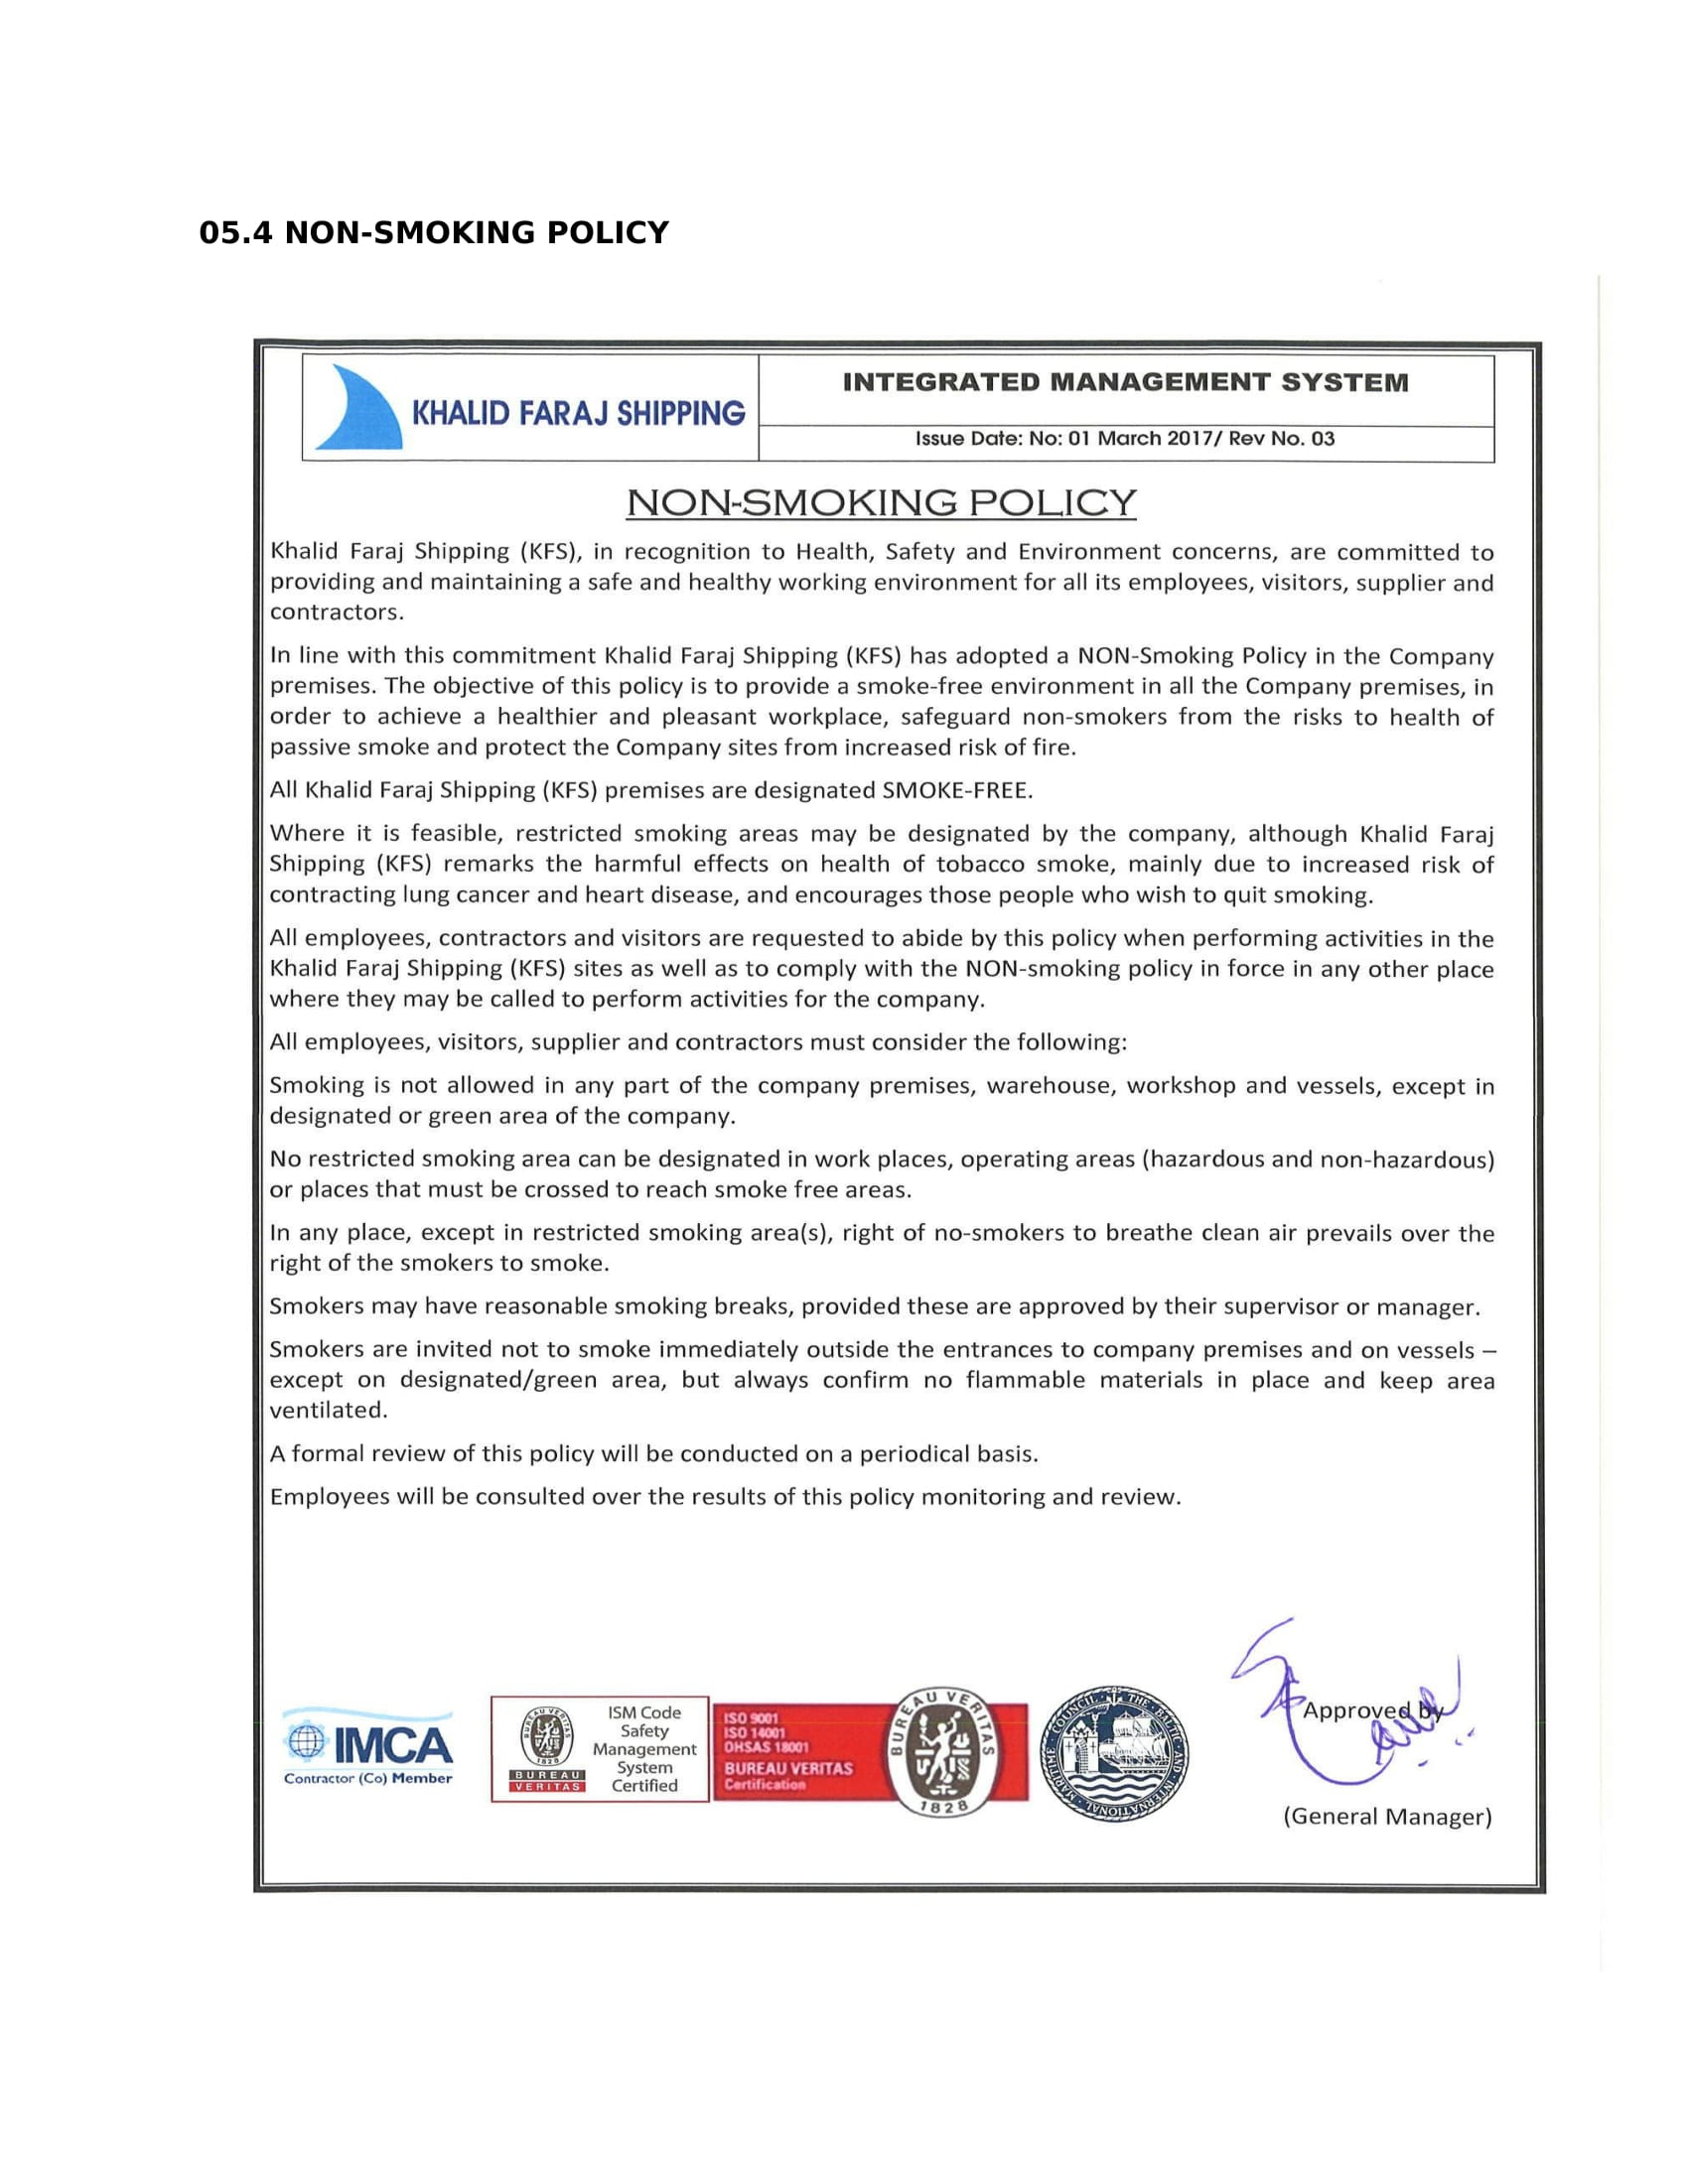 05.4 NON-SMOKING POLICY
KHALID FARAJ SHIPPING
INTEGRATED MANAGEMENT SYSTEM
Issue Date: No: 01 March 2017/ Rev No. 03
NON-SMOKING POLICY
Khalid Faraj Shipping (KFS), in recognition to Health, Safety and Environment concerns, are committed to
providing and maintaining a safe and healthy working environment for all its employees, visitors, supplier and
contractors.
In line with this commitment Khalid Faraj Shipping (KFS) has adopted a NON-Smoking Policy in the Company
premises. The objective of this policy is to provide a smoke-free environment in all the Company premises, in
order to achieve a healthier and pleasant workplace, safeguard non-smokers from the risks to health of
passive smoke and protect the Company sites from increased risk of fire.
All Khalid Faraj Shipping (KFS) premises are designated SMOKE-FREE.
Where it is feasible, restricted smoking areas may be designated by the company, although Khalid Faraj
Shipping (KFS) remarks the harmful effects on health of tobacco smoke, mainly due to increased risk of
contracting lung cancer and heart disease, and encourages those people who wish to quit smoking.
All employees, contractors and visitors are requested to abide by this policy when performing activities in the
Khalid Faraj Shipping (KFS) sites as well as to comply with the NON-smoking policy in force in any other place
where they may be called to perform activities for the company.
All employees, visitors, supplier and contractors must consider the following:
Smoking is not allowed in any part of the company premises, warehouse, workshop and vessels, except in
designated or green area of the company.
No restricted smoking area can be designated in work places, operating areas (hazardous and non-hazardous)
or places that must be crossed to reach smoke free areas.
In any place, except in restricted smoking area(s), right of no-smokers to breathe clean air prevails over the
right of the smokers to smoke.
Smokers may have reasonable smoking breaks, provided these are approved by their supervisor or manager.
Smokers are invited not to smoke immediately outside the entrances to company premises and on vessels –
except on designated/green area, but always confirm no flammable materials in place and keep area
ventilated.
A formal review of this policy will be conducted on a periodical basis.
Employees will be consulted over the results of this policy monitoring and review.
IMCA
Contractor (Co) Member
BUREAU VERITAS
1828
BUREAU
VERITAS
ISM Code
Safety
Management
System
Certified
ISO 9001
ISO 14001
OHSAS 18001
BUREAU VERITAS
Certification
BUREAU VERITAS
1828
THE BALTIC AND INTERNATIONAL MARITIME COUNCIL
Approved by
(General Manager)